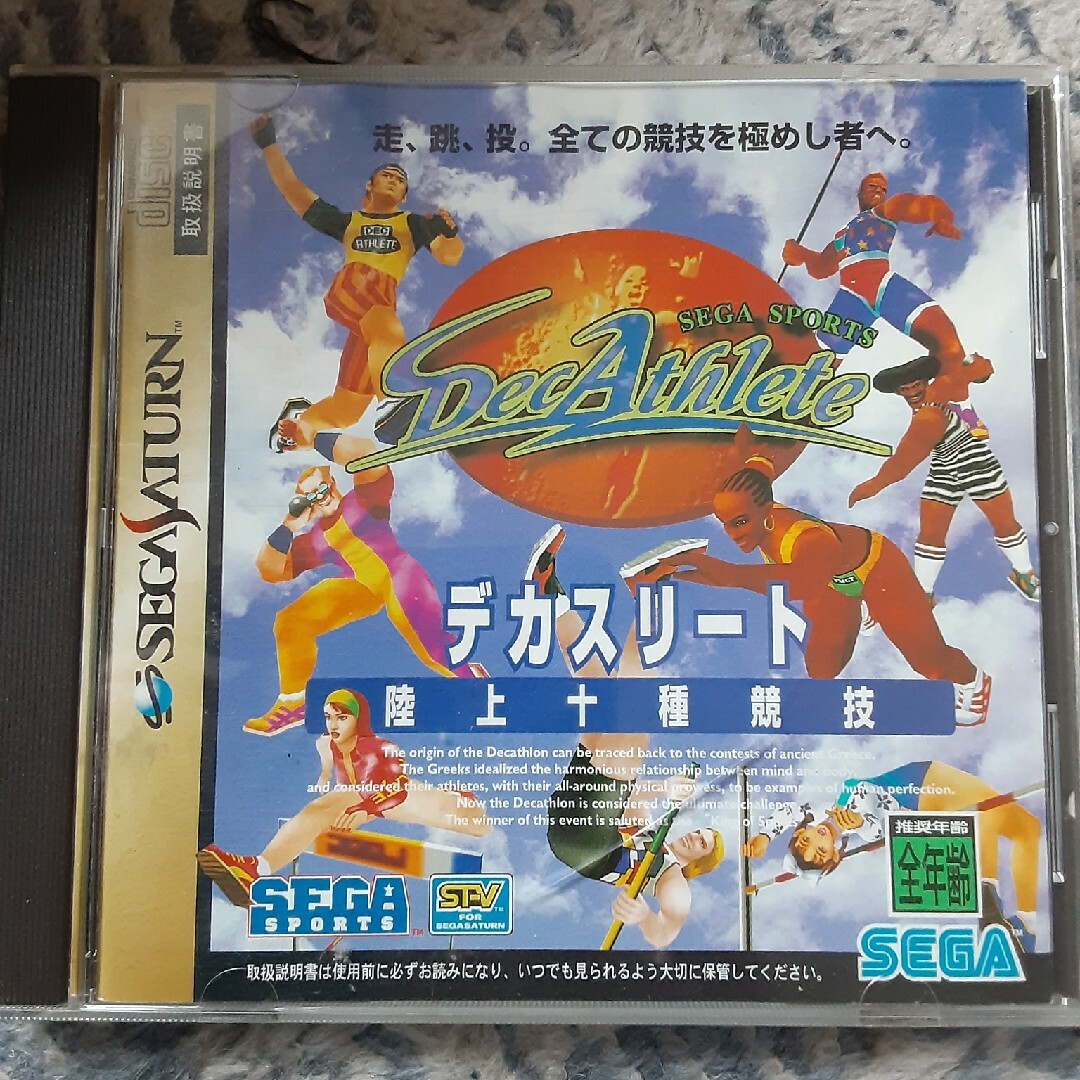 disc
取扱説明書
SEGA SATURN™
走、跳、投。全ての競技を極めし者へ。
DEC
ATHLETE
SEGA SPORTS
DecAthlete
デカスリート
陸上十種競技
The origin of the Decathlon can be traced back to the contests of ancient Greece.
The Greeks idealized the harmonious relationship between mind and body
and considered their athletes, with their all-around physical prowess, to be examples of human perfection.
Now the Decathlon is considered the ultimate challenge
The winner of this event is saluted as the "King of Sports
SEGA
SPORTS™
ST-V™
FOR
SEGASATURN
推奨年齢
全年齢
SEGA™
取扱説明書は使用前に必ずお読みになり、いつでも見られるよう大切に保管してください。